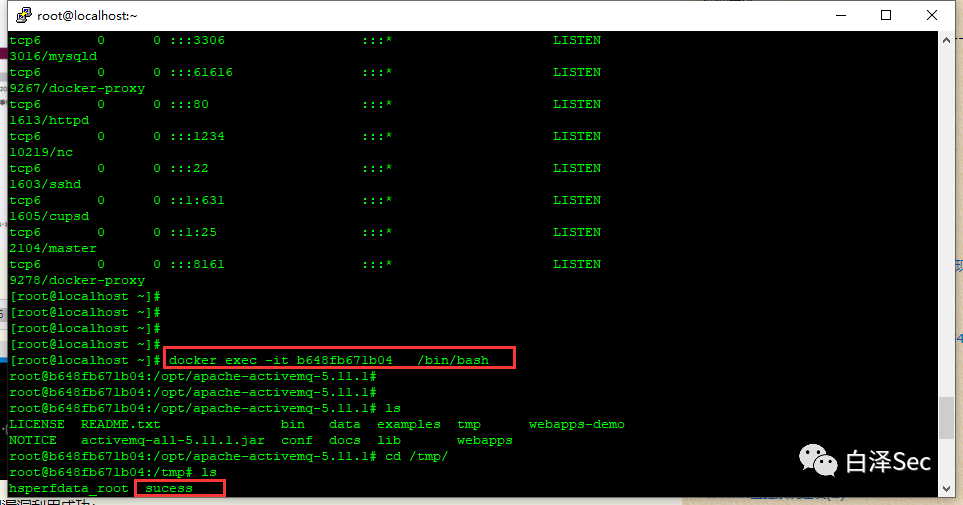 root@localhost:~
tcp6 0 0 :::3306 :::* LISTEN
3016/mysqld
tcp6 0 0 :::61616 :::* LISTEN
9267/docker-proxy
tcp6 0 0 :::80 :::* LISTEN
1613/httpd
tcp6 0 0 :::1234 :::* LISTEN
10219/nc
tcp6 0 0 :::22 :::* LISTEN
1603/sshd
tcp6 0 0 ::1:631 :::* LISTEN
1605/cupsd
tcp6 0 0 ::1:25 :::* LISTEN
2104/master
tcp6 0 0 :::8161 :::* LISTEN
9278/docker-proxy
[root@localhost ~]#
[root@localhost ~]#
[root@localhost ~]#
[root@localhost ~]#
[root@localhost ~]# docker exec -it b648fb671b04 /bin/bash
root@b648fb671b04:/opt/apache-activemq-5.11.1#
root@b648fb671b04:/opt/apache-activemq-5.11.1#
root@b648fb671b04:/opt/apache-activemq-5.11.1# ls
LICENSE README.txt bin data examples tmp webapps-demo
NOTICE activemq-all-5.11.1.jar conf docs lib webapps
root@b648fb671b04:/opt/apache-activemq-5.11.1# cd /tmp/
root@b648fb671b04:/tmp# ls
hsperfdata_root sucess
白泽Sec